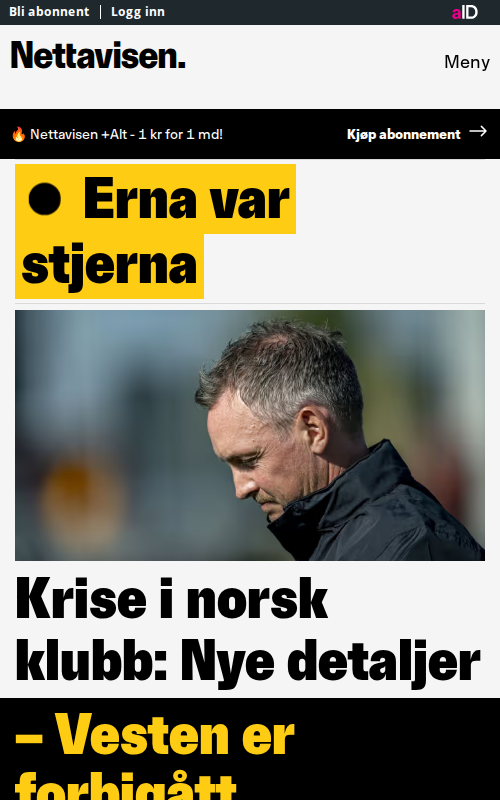 Bli abonnent | Logg inn
aID
Nettavisen.
Meny
🔥 Nettavisen +Alt - 1 kr for 1 md!
Kjøp abonnement →
● Erna var
stjerna
Krise i norsk
klubb: Nye detaljer
– Vesten er
forbigått